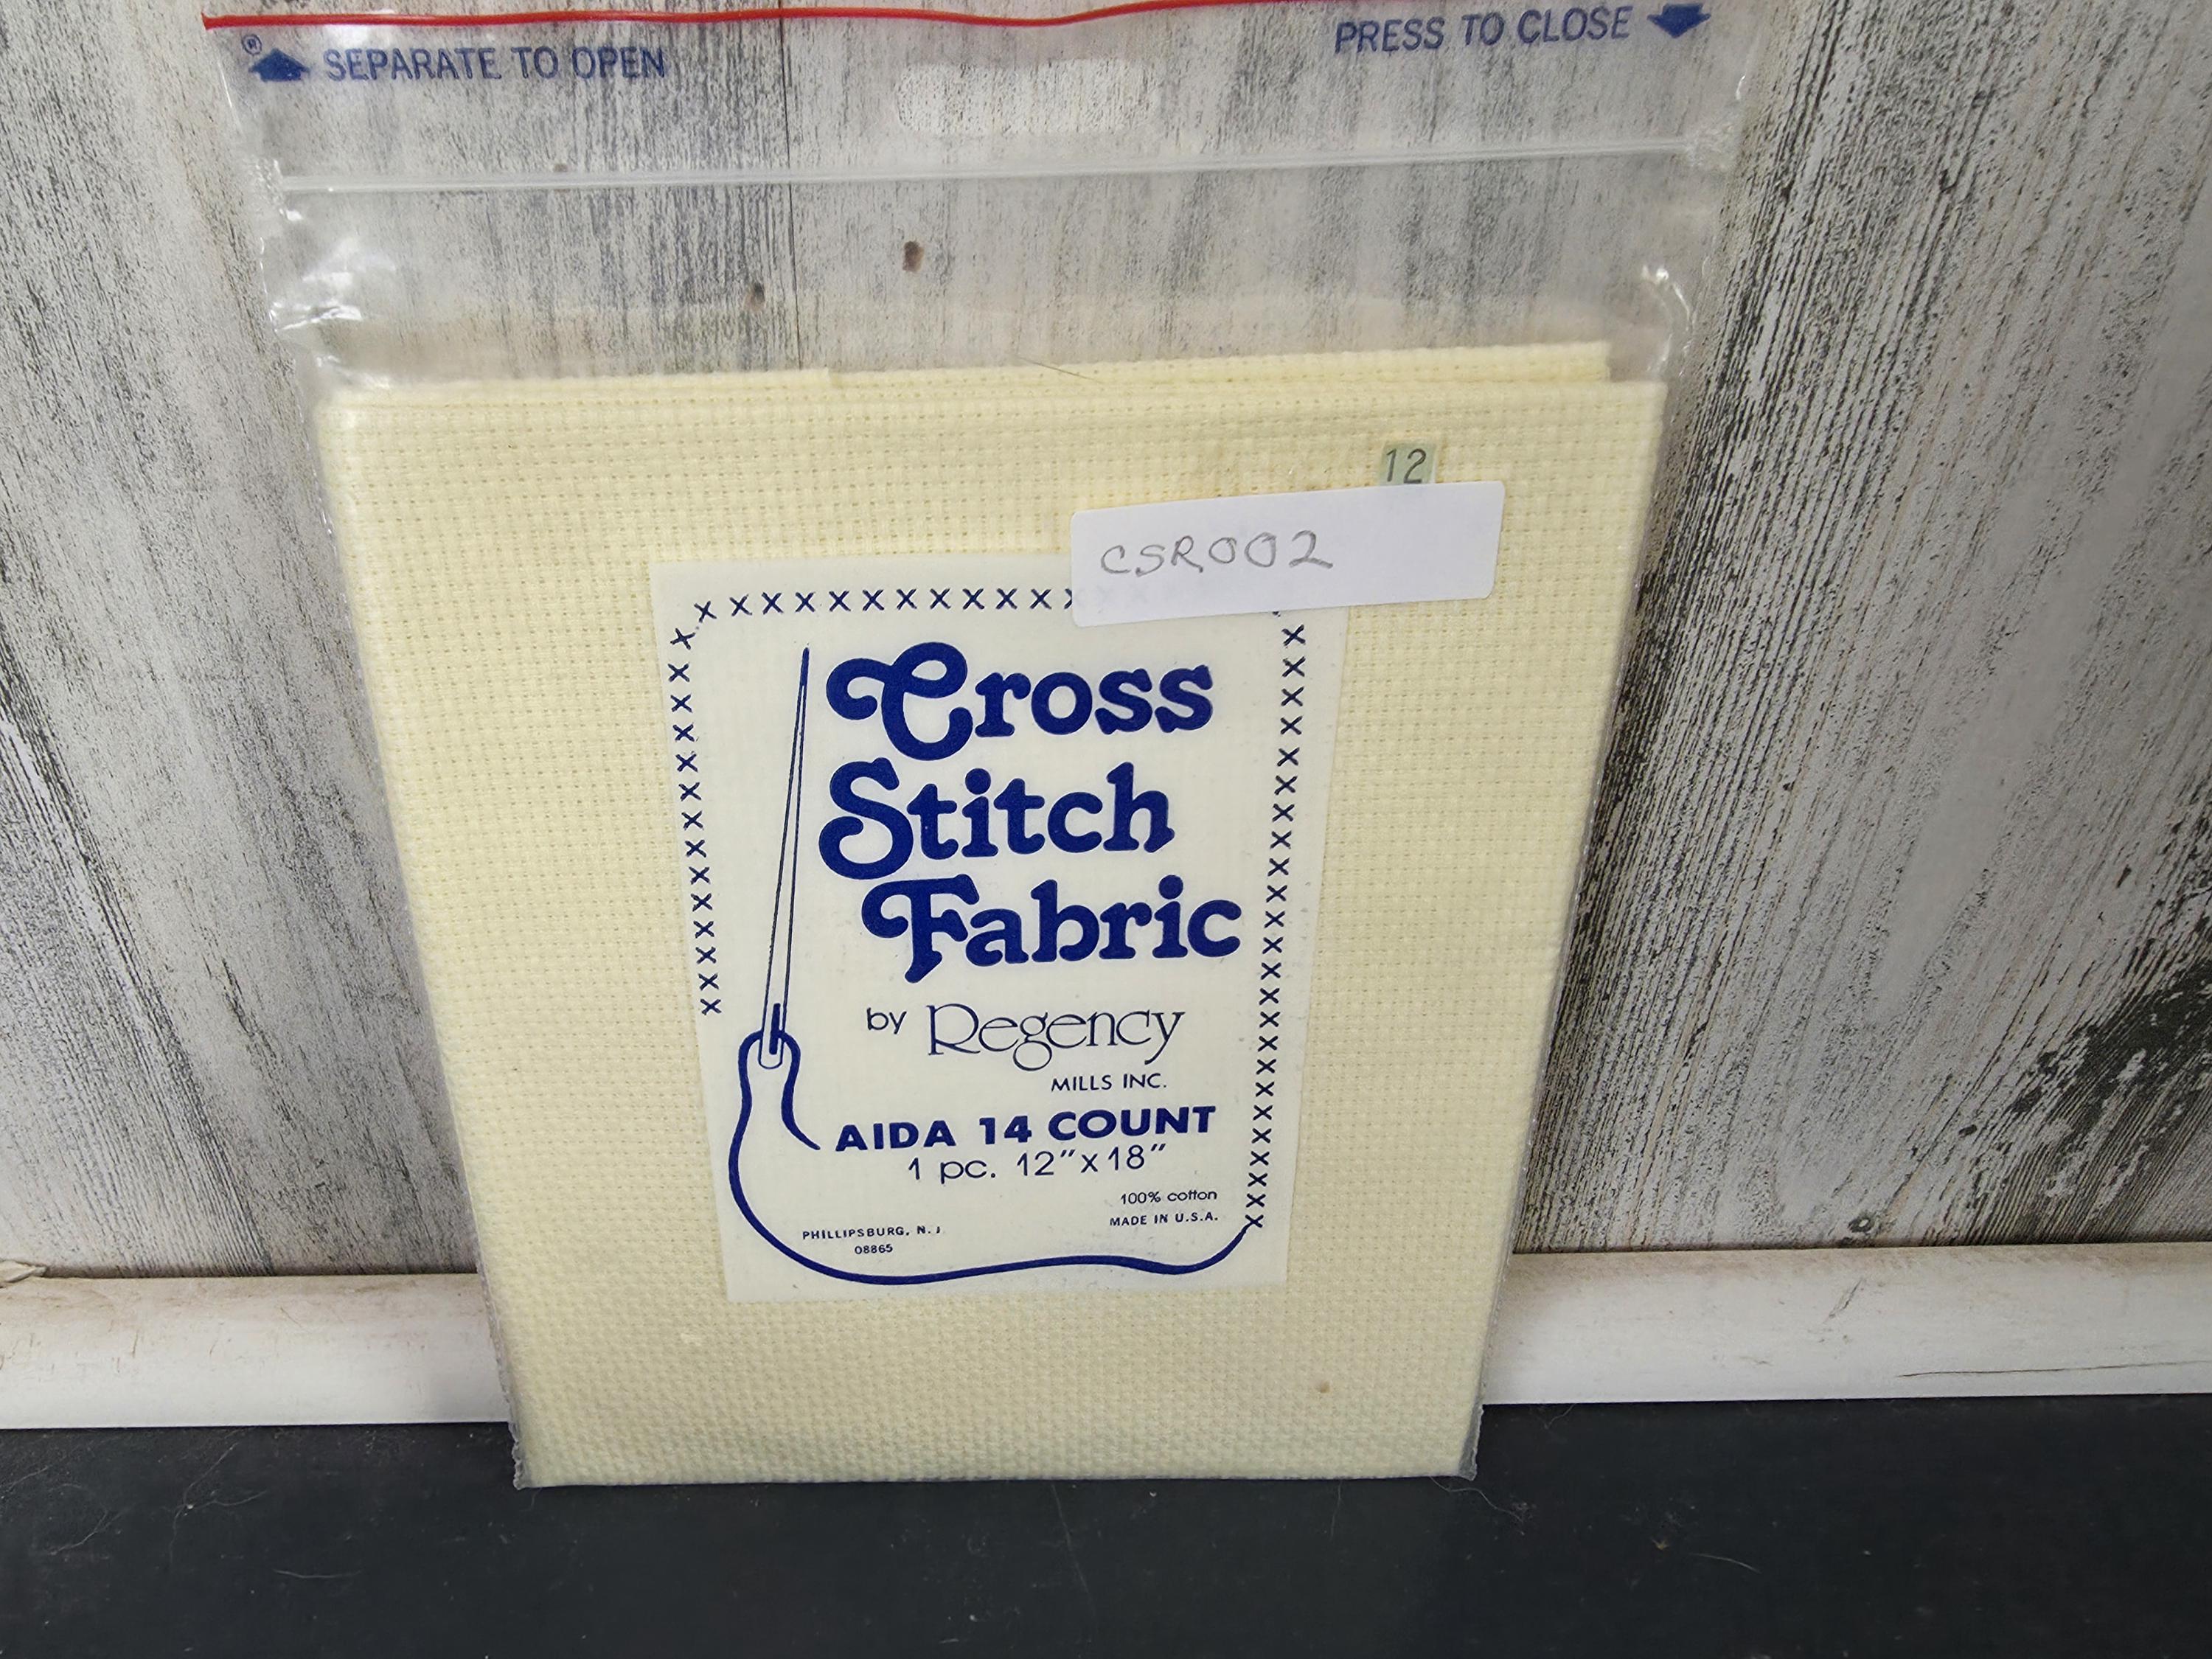 ® SEPARATE TO OPEN
PRESS TO CLOSE
12
CSR002
Cross
Stitch
Fabric
by Regency
MILLS INC.
AIDA 14 COUNT
1 pc. 12"x18"
100% cotton
MADE IN U.S.A.
PHILLIPSBURG, N. J
08865